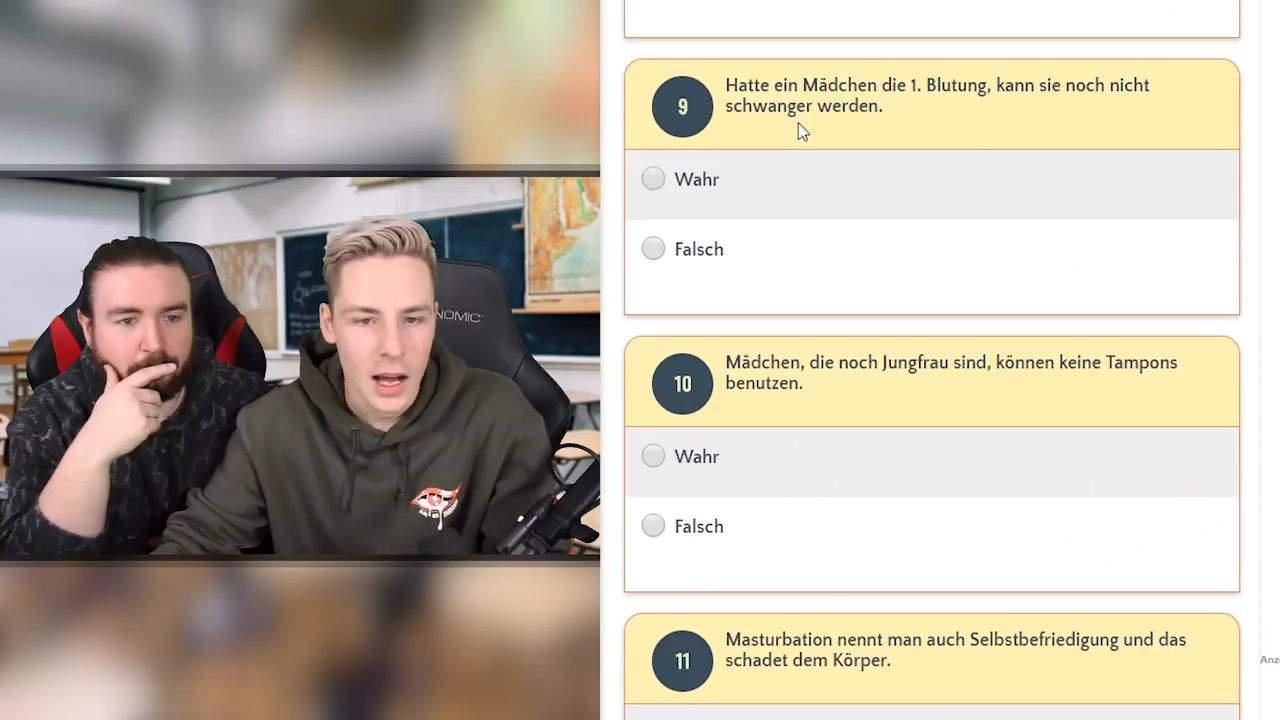 9
Hatte ein Mädchen die 1. Blutung, kann sie noch nicht
schwanger werden.
Wahr
Falsch
10
Mädchen, die noch Jungfrau sind, können keine Tampons
benutzen.
Wahr
Falsch
11
Masturbation nennt man auch Selbstbefriedigung und das
schadet dem Körper.